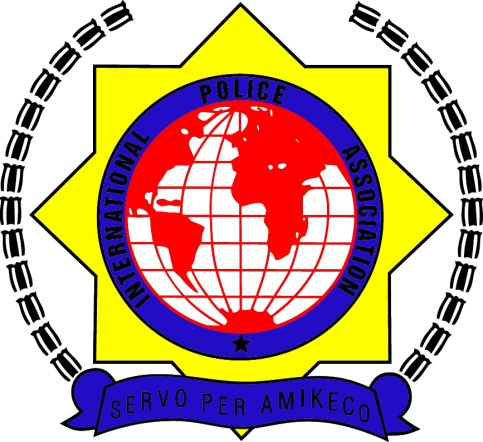 INTERNATIONAL POLICE ASSOCIATION
SERVO PER AMIKECO